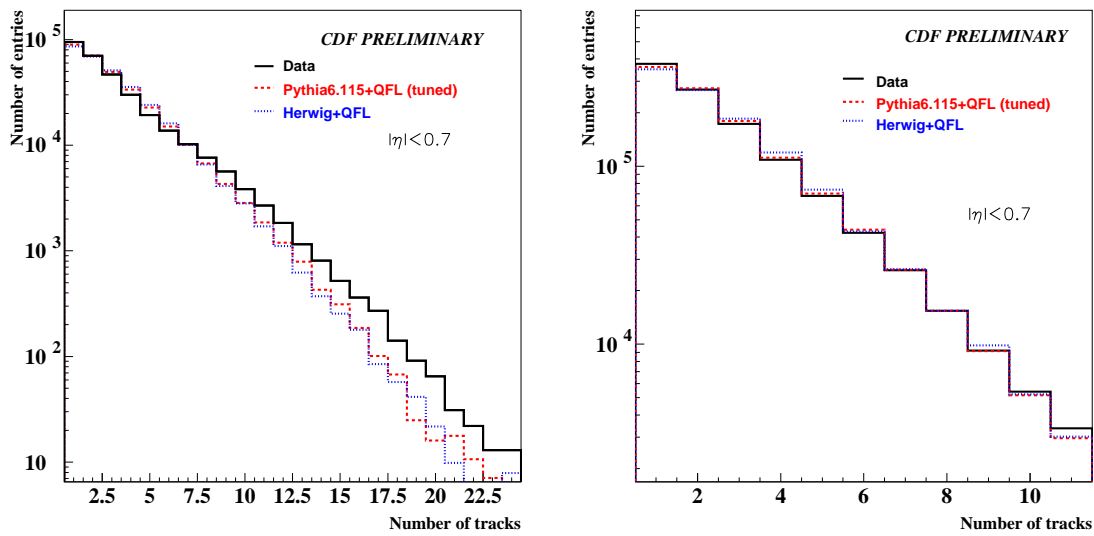 Number of entries
10^5
10^4
10^3
10^2
10
CDF PRELIMINARY
Data
Pythia6.115+QFL (tuned)
Herwig+QFL
|η|<0.7
2.5 5 7.5 10 12.5 15 17.5 20 22.5
Number of tracks
Number of entries
10^5
10^4
CDF PRELIMINARY
Data
Pythia6.115+QFL (tuned)
Herwig+QFL
|η|<0.7
2 4 6 8 10
Number of tracks